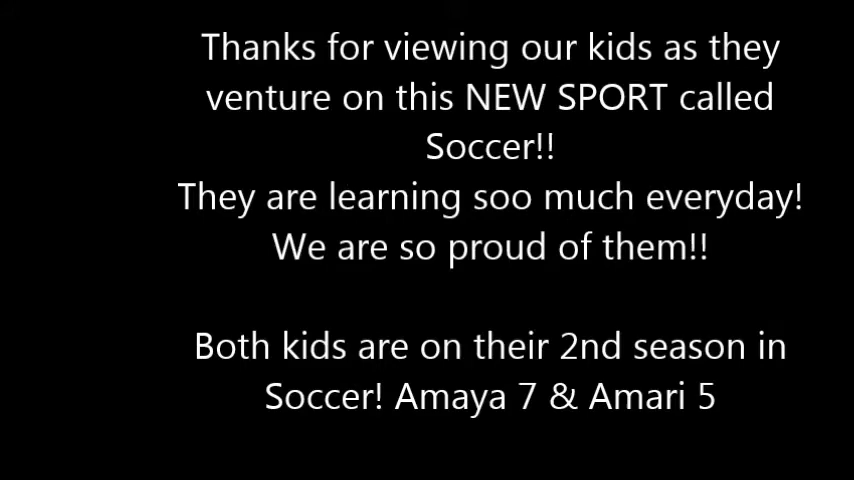 Thanks for viewing our kids as they
venture on this NEW SPORT called
Soccer!!
They are learning soo much everyday!
We are so proud of them!!
Both kids are on their 2nd season in
Soccer! Amaya 7 & Amari 5